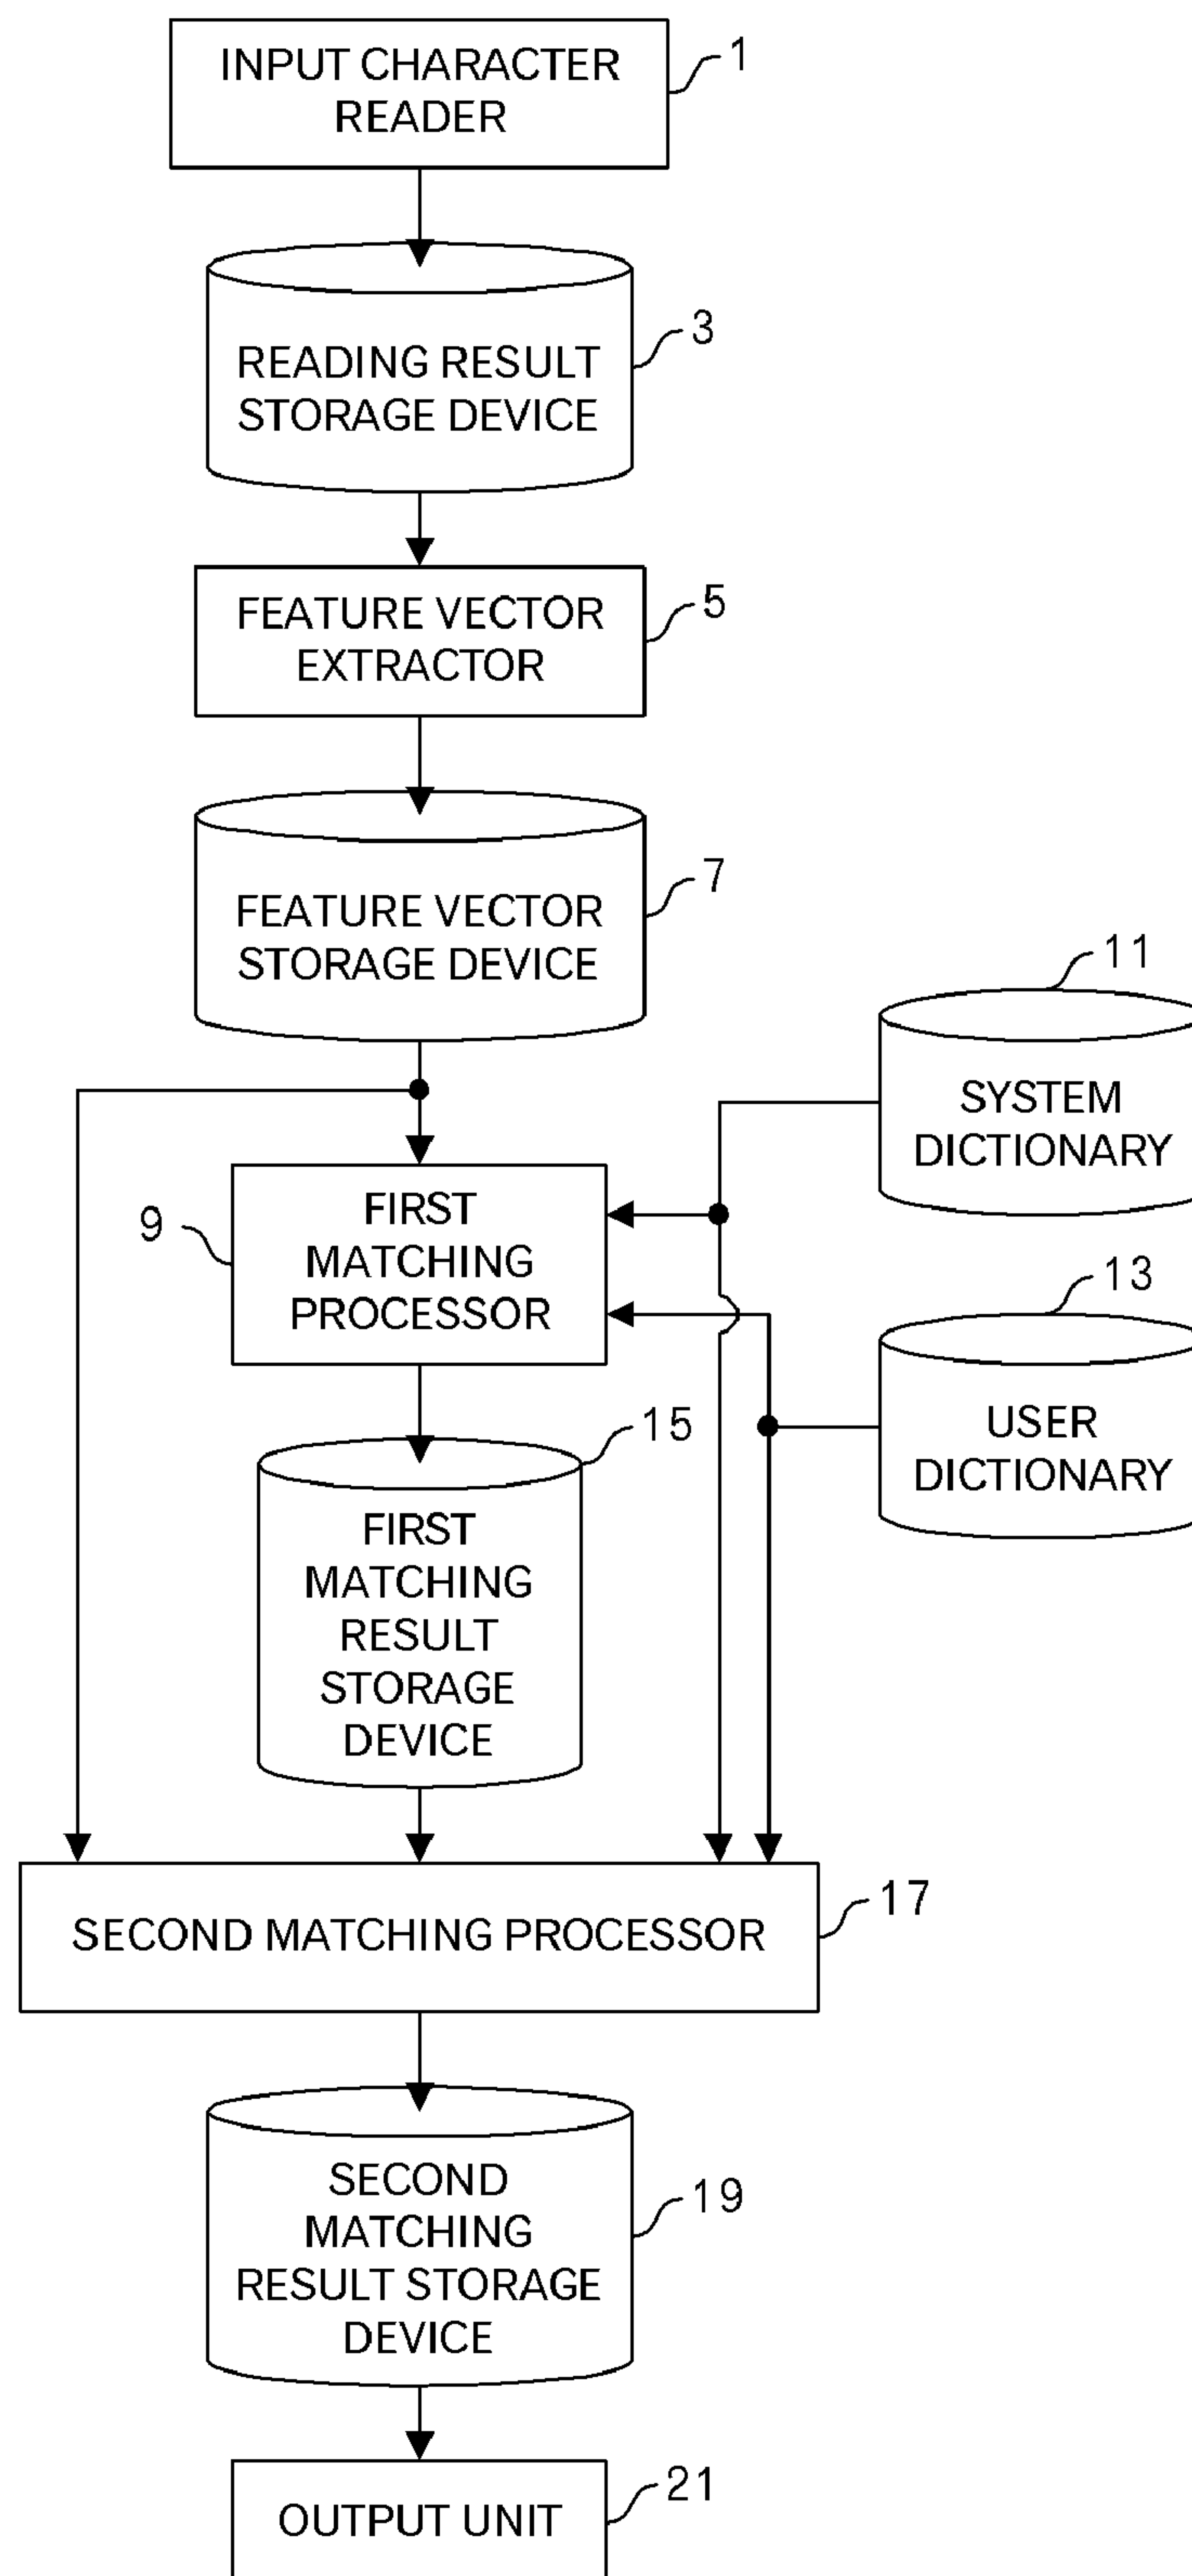 INPUT CHARACTER
READER
1
READING RESULT
STORAGE DEVICE
3
FEATURE VECTOR
EXTRACTOR
5
FEATURE VECTOR
STORAGE DEVICE
7
11
SYSTEM
DICTIONARY
9
FIRST
MATCHING
PROCESSOR
13
USER
DICTIONARY
15
FIRST
MATCHING
RESULT
STORAGE
DEVICE
SECOND MATCHING PROCESSOR
17
SECOND
MATCHING
RESULT STORAGE
DEVICE
19
OUTPUT UNIT
21